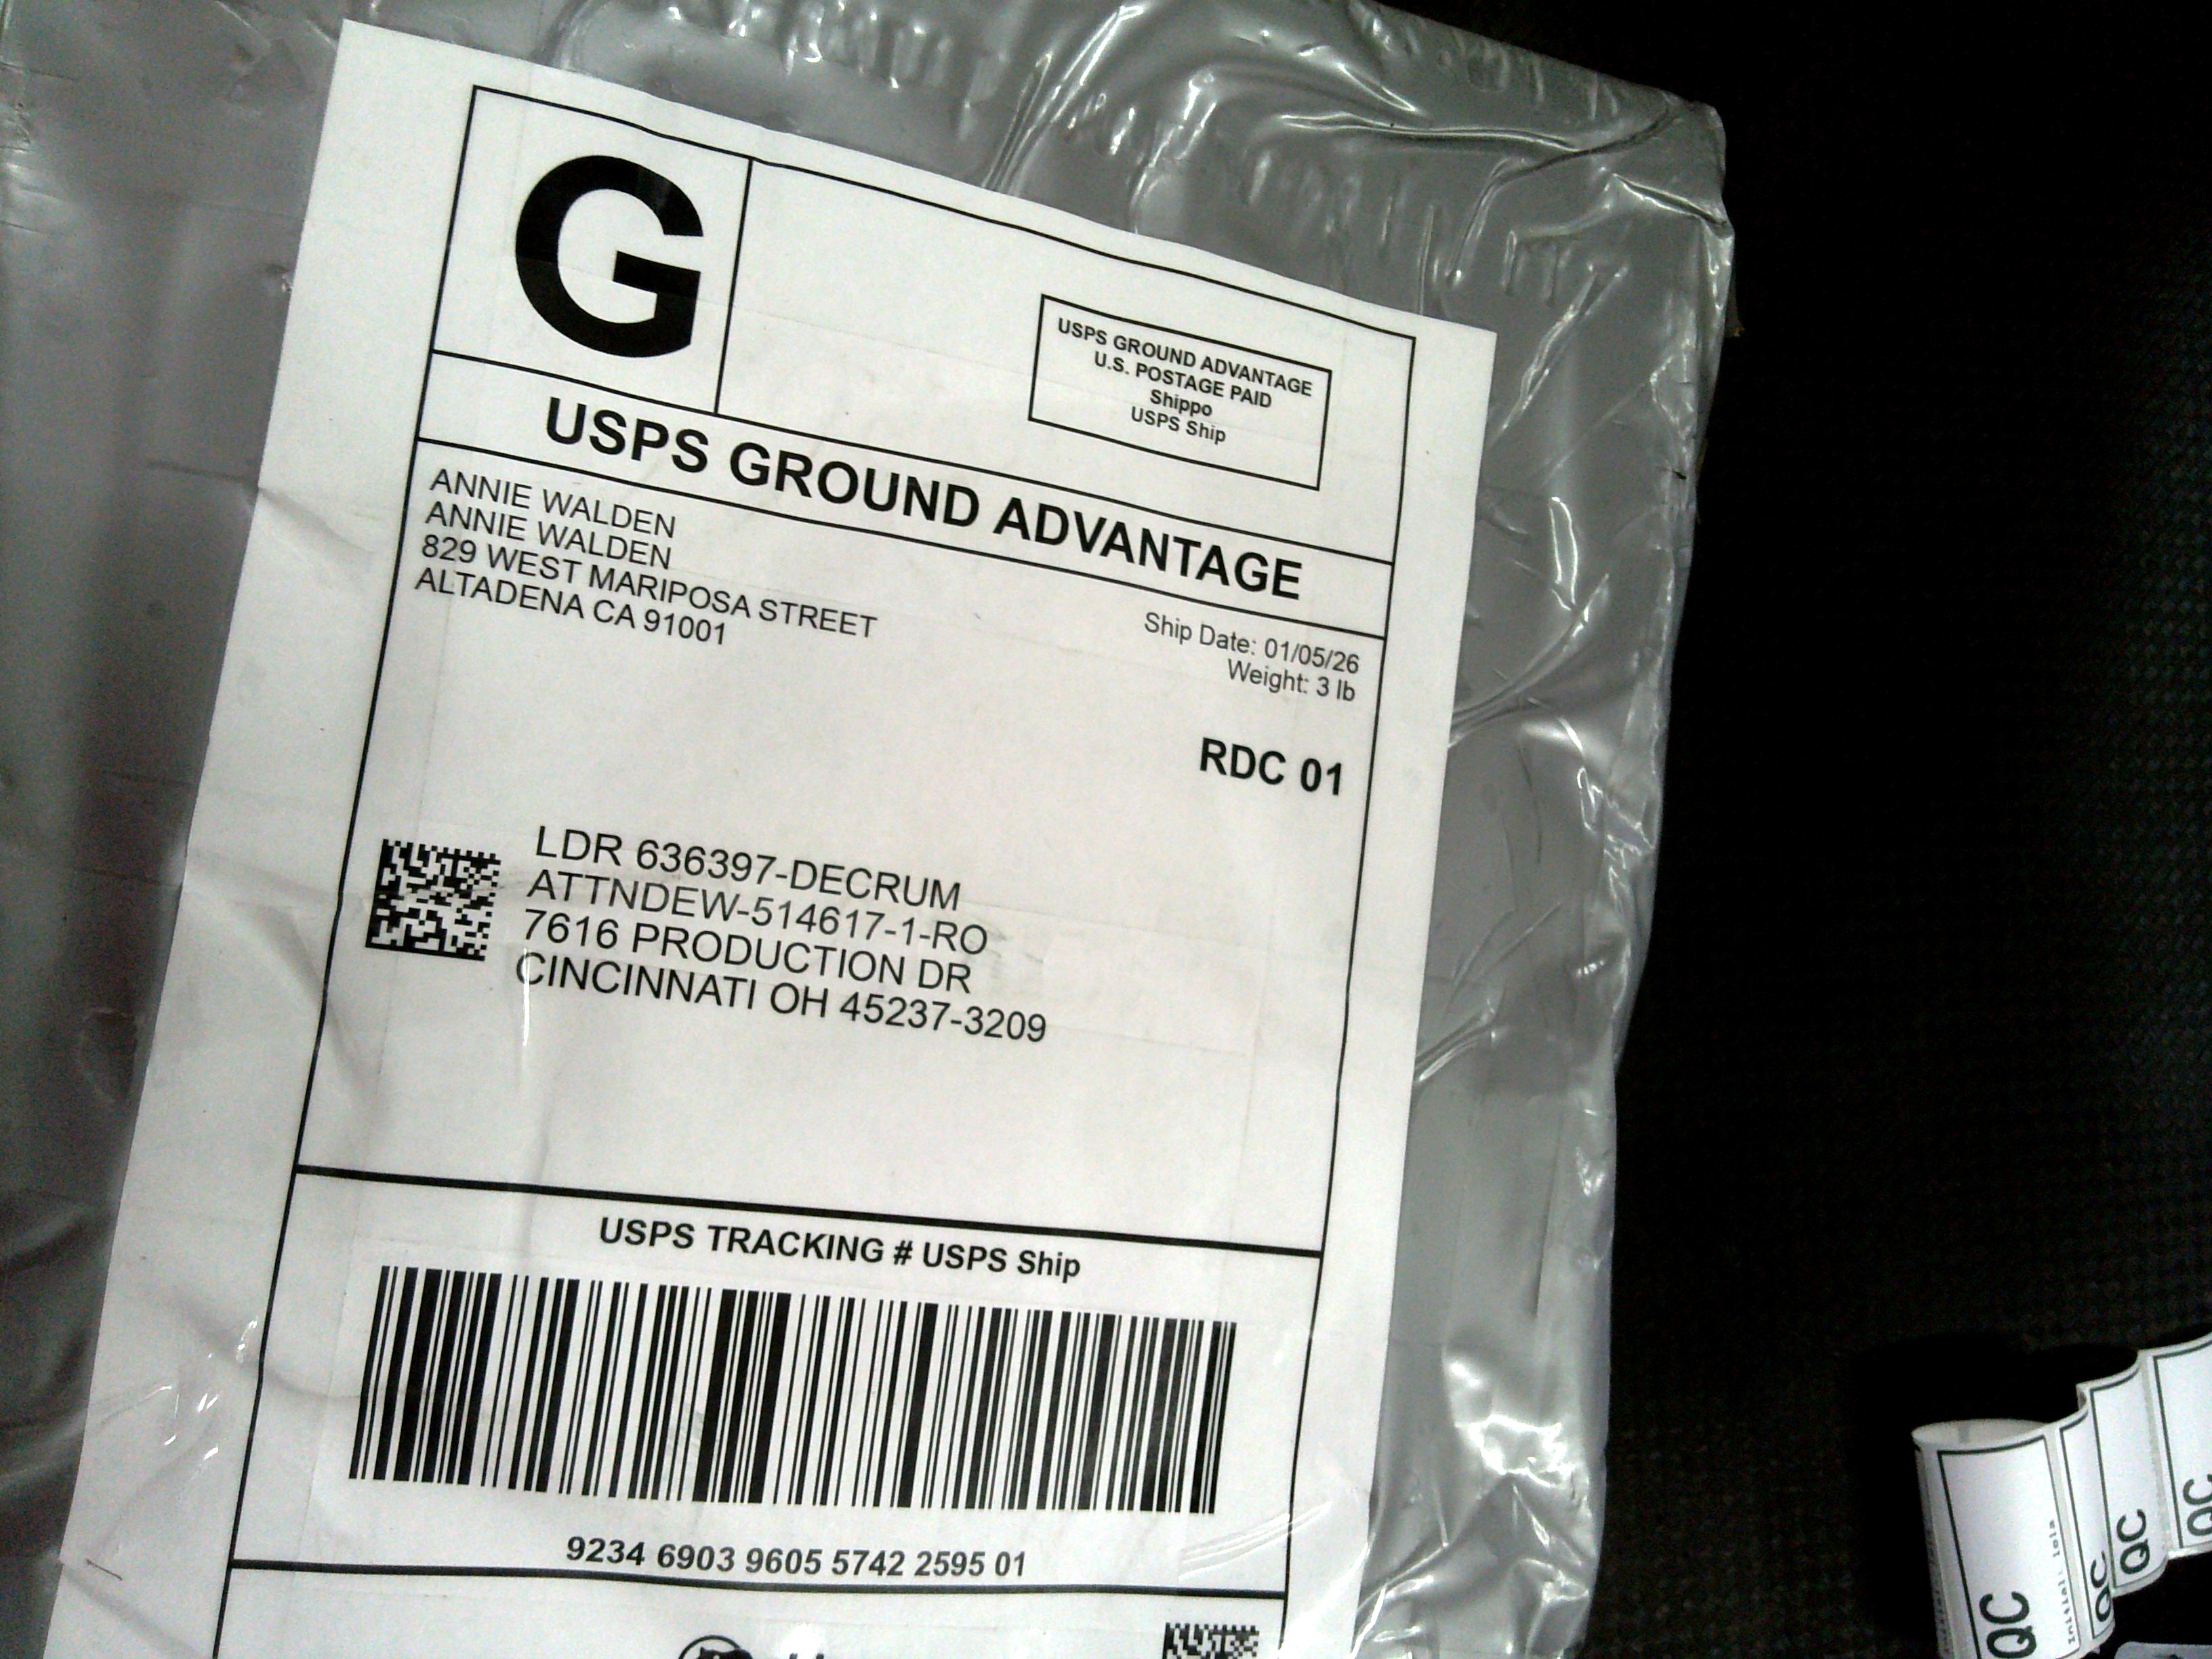 G
USPS GROUND ADVANTAGE
U.S. POSTAGE PAID
Shippo
USPS Ship
USPS GROUND ADVANTAGE
ANNIE WALDEN
ANNIE WALDEN
829 WEST MARIPOSA STREET
ALTADENA CA 91001
Ship Date: 01/05/26
Weight: 3 lb
RDC 01
LDR 636397-DECRUM
ATTNDEW-514617-1-RO
7616 PRODUCTION DR
CINCINNATI OH 45237-3209
USPS TRACKING # USPS Ship
9234 6903 9605 5742 2595 01
QC
QC
QC
QC